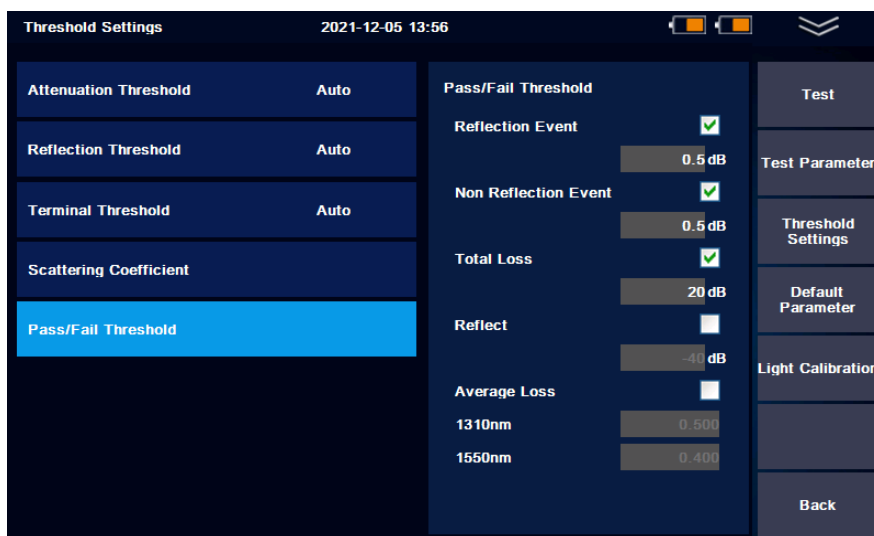 Threshold Settings 2021-12-05 13:56
Attenuation Threshold Auto
Reflection Threshold Auto
Terminal Threshold Auto
Scattering Coefficient
Pass/Fail Threshold
Pass/Fail Threshold
Reflection Event
0.5 dB
Non Reflection Event
0.5 dB
Total Loss
20 dB
Reflect
-40 dB
Average Loss
1310nm 0.500
1550nm 0.400
Test
Test Parameter
Threshold
Settings
Default
Parameter
Light Calibration
Back